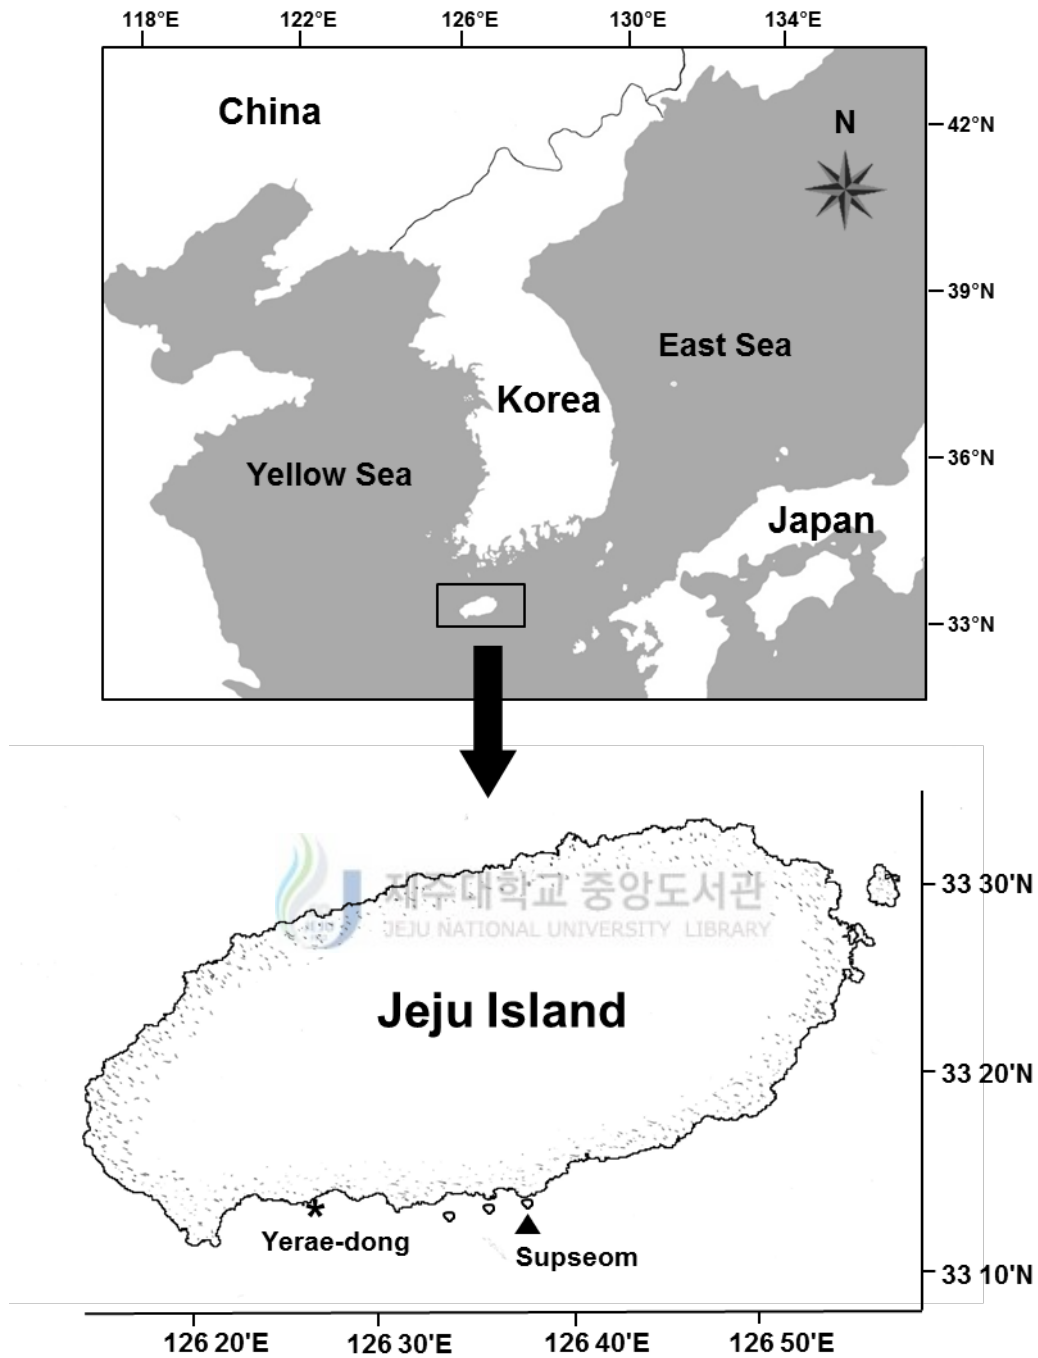 118°E 122°E 126°E 130°E 134°E
China
N
42°N
39°N
East Sea
Korea
36°N
Yellow Sea
Japan
33°N
제주대학교 중앙도서관
JEJU NATIONAL UNIVERSITY LIBRARY
JEJU
33 30'N
Jeju Island
33 20'N
Yerae-dong
Supseom
33 10'N
126 20'E 126 30'E 126 40'E 126 50'E